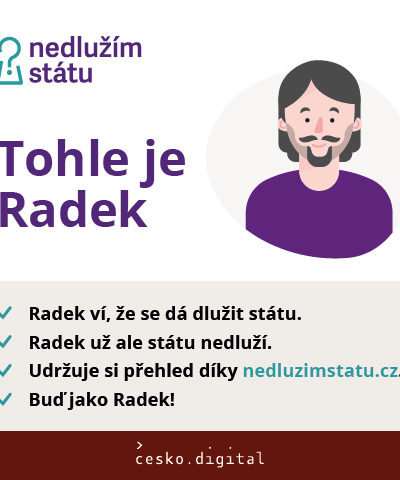 nedlužím
státu
Tohle je
Radek
Radek ví, že se dá dlužit státu.
Radek už ale státu nedluží.
Udržuje si přehled díky nedluzimstatu.cz.
Buď jako Radek!
cesko.digital